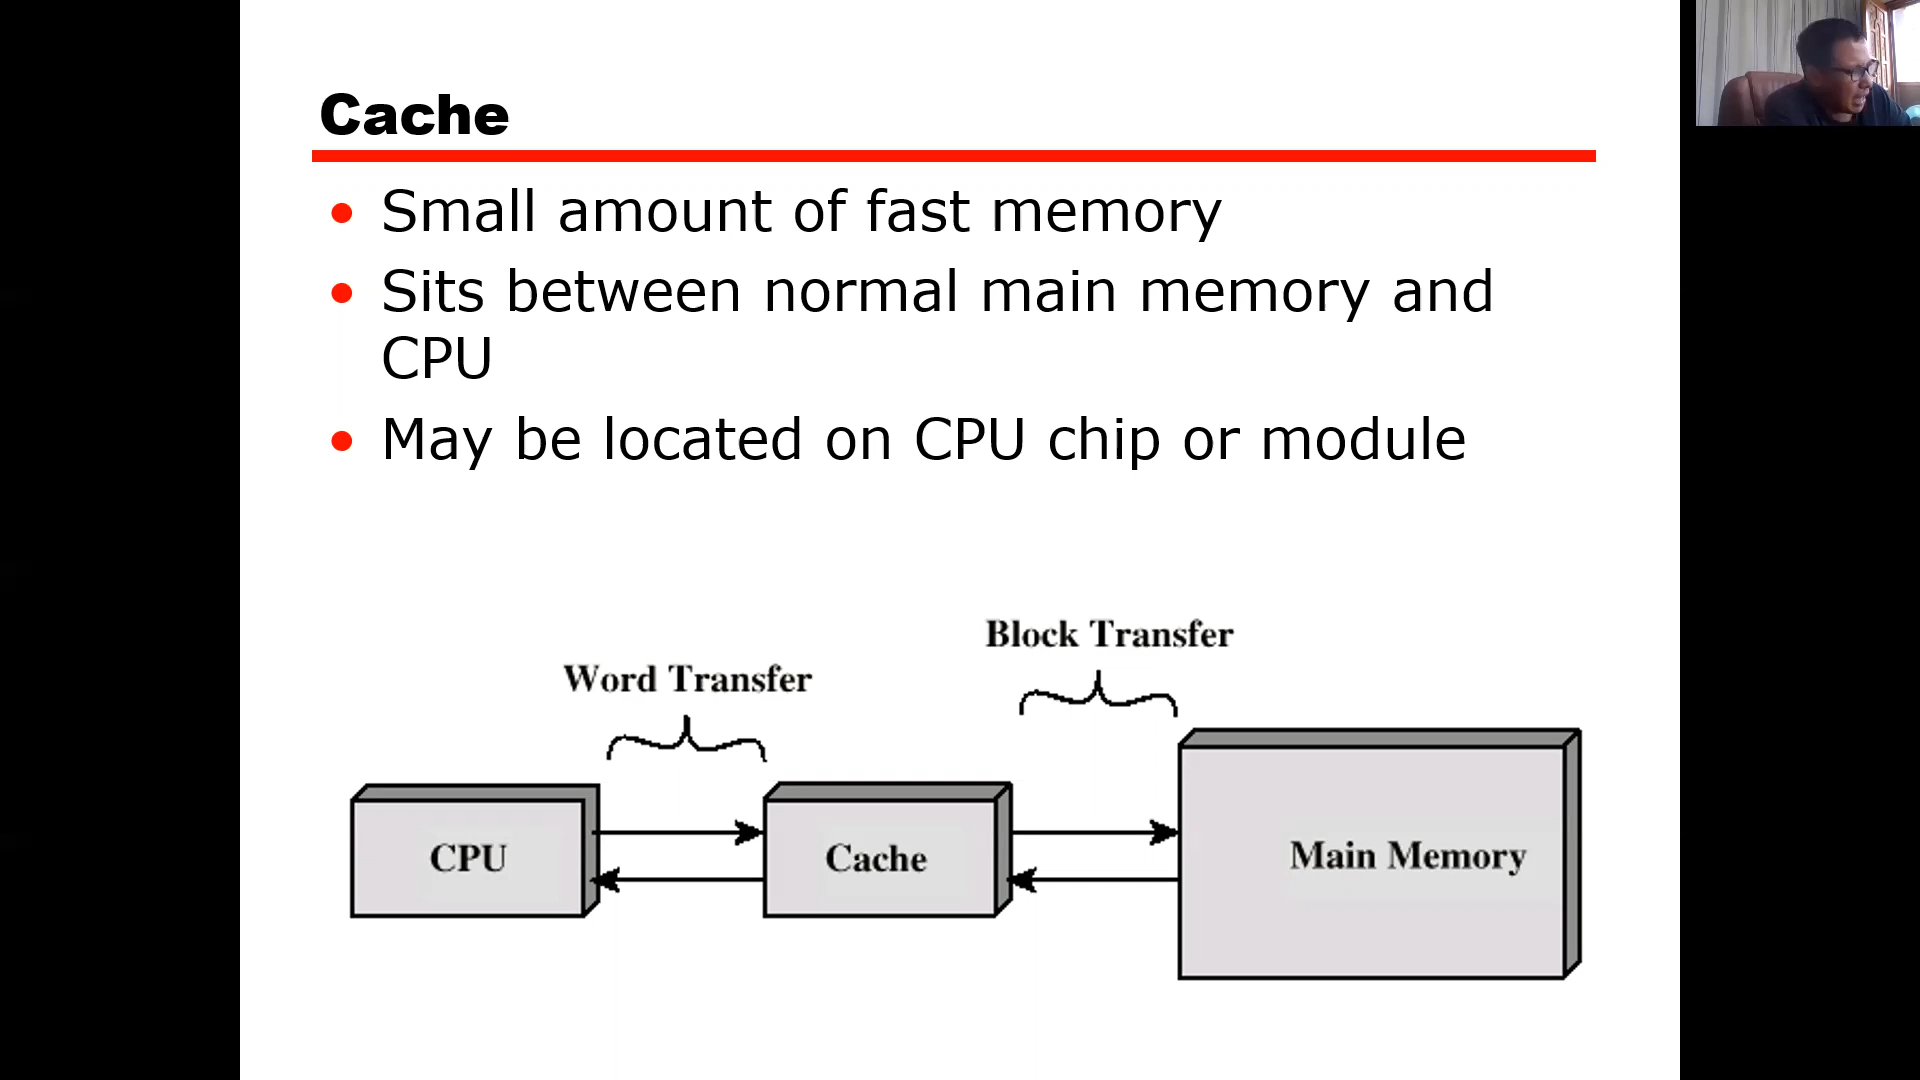 Cache
• Small amount of fast memory
• Sits between normal main memory and
CPU
• May be located on CPU chip or module
Block Transfer
Word Transfer
CPU
Cache
Main Memory